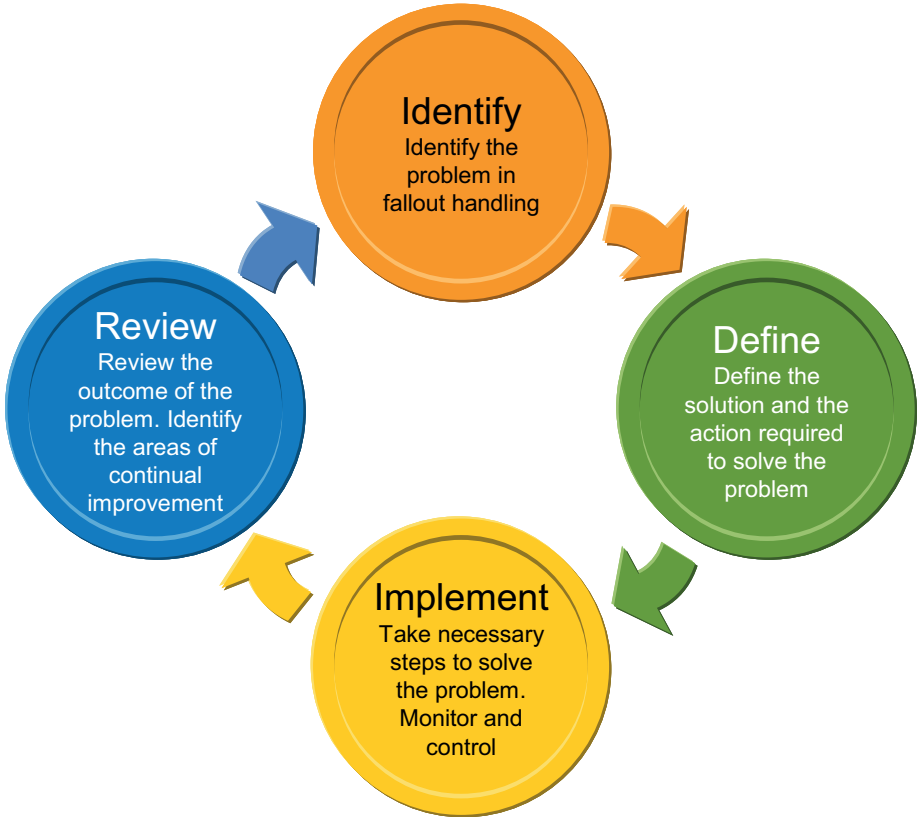 Identify
Identify the
problem in
fallout handling
Define
Define the
solution and the
action required
to solve the
problem
Implement
Take necessary
steps to solve
the problem.
Monitor and
control
Review
Review the
outcome of the
problem. Identify
the areas of
continual
improvement